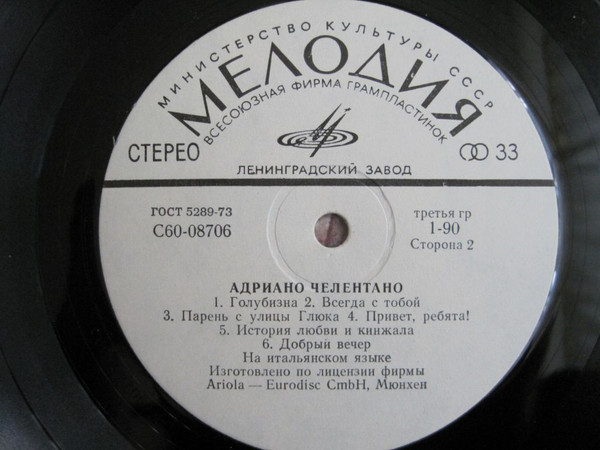 МИНИСТЕРСТВО КУЛЬТУРЫ СССР
МЕЛОДИЯ
ВСЕСОЮЗНАЯ ФИРМА ГРАМПЛАСТИНОК
СТЕРЕО
33
ЛЕНИНГРАДСКИЙ ЗАВОД
ГОСТ 5289-73
С60-08706
третья гр
1-90
Сторона 2
АДРИАНО ЧЕЛЕНТАНО
1. Голубизна 2. Всегда с тобой
3. Парень с улицы Глюка 4. Привет, ребята!
5. История любви и кинжала
6. Добрый вечер
На итальянском языке
Изготовлено по лицензии фирмы
Ariola — Eurodisc CmbH, Мюнхен